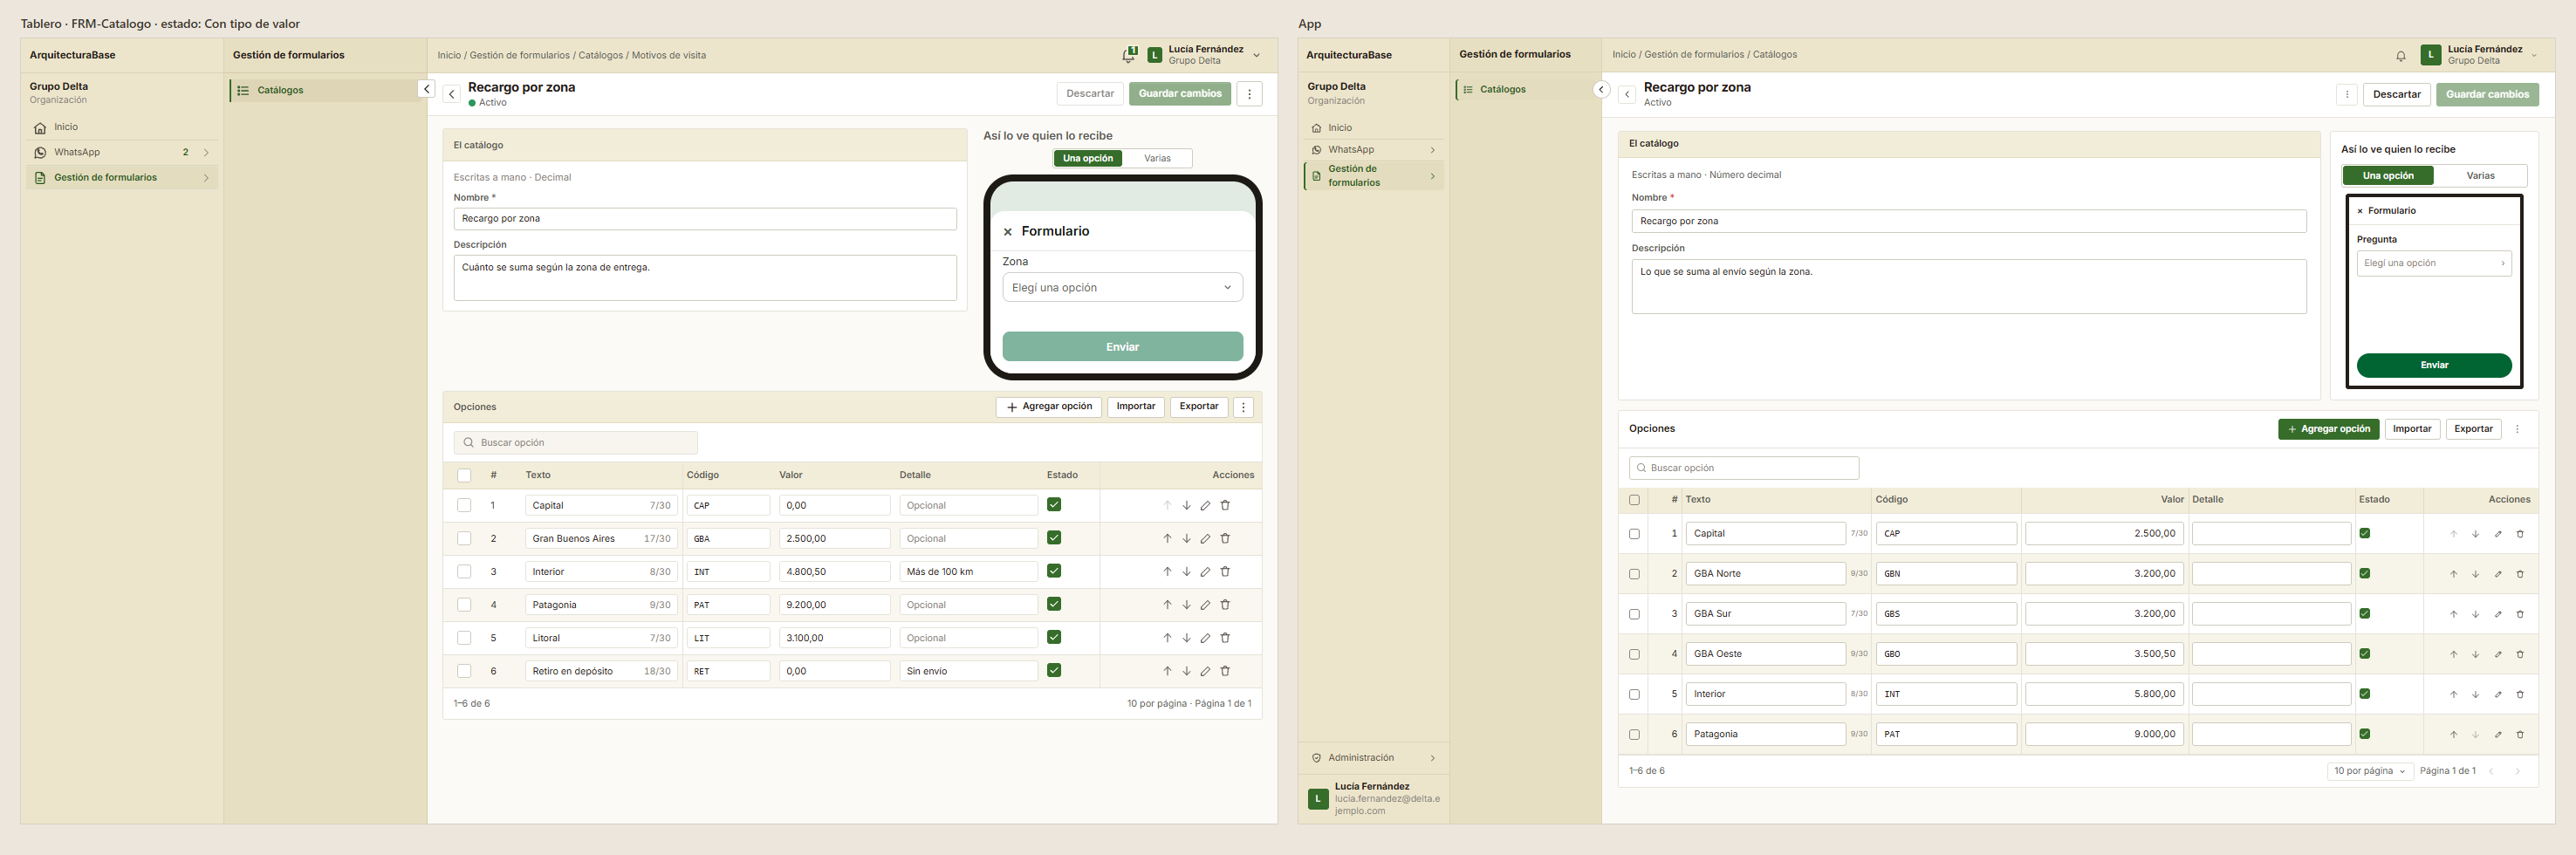 Tablero · FRM-Catalogo · estado: Con tipo de valor
ArquitecturaBase
Grupo Delta
Organización
Inicio
WhatsApp 2
Gestión de formularios
Gestión de formularios
Catálogos
Inicio / Gestión de formularios / Catálogos / Motivos de visita
1
L
Lucía Fernández
Grupo Delta
Recargo por zona
Activo
Descartar
Guardar cambios
El catálogo
Escritas a mano · Decimal
Nombre *
Recargo por zona
Descripción
Cuánto se suma según la zona de entrega.
Así lo ve quien lo recibe
Una opción Varias
× Formulario
Zona
Elegí una opción
Enviar
Opciones
+ Agregar opción
Importar
Exportar
Buscar opción
# Texto Código Valor Detalle Estado Acciones
1 Capital 7/30 CAP 0,00 Opcional
2 Gran Buenos Aires 17/30 GBA 2.500,00 Opcional
3 Interior 8/30 INT 4.800,50 Más de 100 km
4 Patagonia 9/30 PAT 9.200,00 Opcional
5 Litoral 7/30 LIT 3.100,00 Opcional
6 Retiro en depósito 18/30 RET 0,00 Sin envío
1–6 de 6
10 por página · Página 1 de 1
App
ArquitecturaBase
Grupo Delta
Organización
Inicio
WhatsApp
Gestión de
formularios
Administración
L
Lucía Fernández
lucia.fernandez@delta.e
jemplo.com
Gestión de formularios
Catálogos
Inicio / Gestión de formularios / Catálogos
L
Lucía Fernández
Grupo Delta
Recargo por zona
Activo
Descartar
Guardar cambios
El catálogo
Escritas a mano · Número decimal
Nombre *
Recargo por zona
Descripción
Lo que se suma al envío según la zona.
Así lo ve quien lo recibe
Una opción Varias
× Formulario
Pregunta
Elegí una opción
Enviar
Opciones
+ Agregar opción
Importar
Exportar
Buscar opción
# Texto Código Valor Detalle Estado Acciones
1 Capital 7/30 CAP 2.500,00
2 GBA Norte 9/30 GBN 3.200,00
3 GBA Sur 7/30 GBS 3.200,00
4 GBA Oeste 9/30 GBO 3.500,50
5 Interior 8/30 INT 5.800,00
6 Patagonia 9/30 PAT 9.000,00
1–6 de 6
10 por página
Página 1 de 1